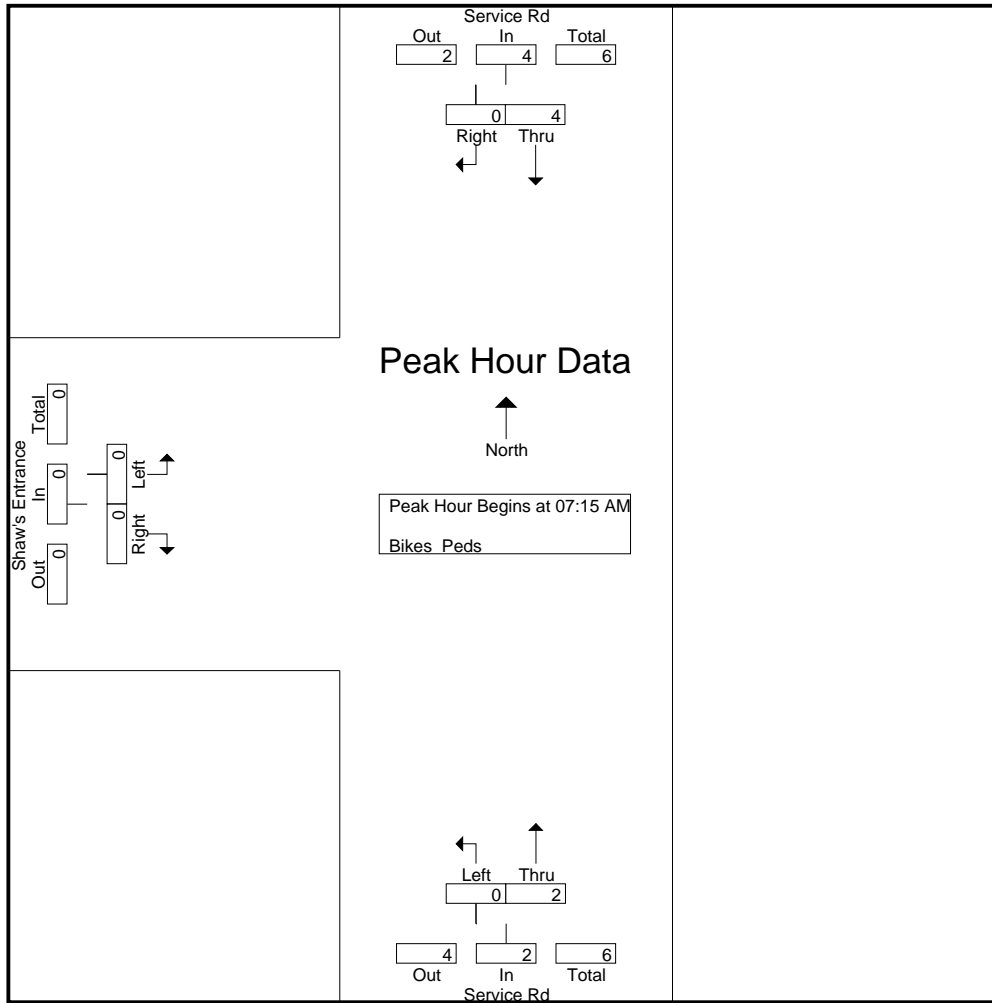 Service Rd
Out In Total
2 4 6
0 4
Right Thru
Peak Hour Data
North
Peak Hour Begins at 07:15 AM
Bikes Peds
Shaw's Entrance
Out In Total
0 0 0
Right Left
0 0
Left Thru
0 2
4 2 6
Out In Total
Service Rd